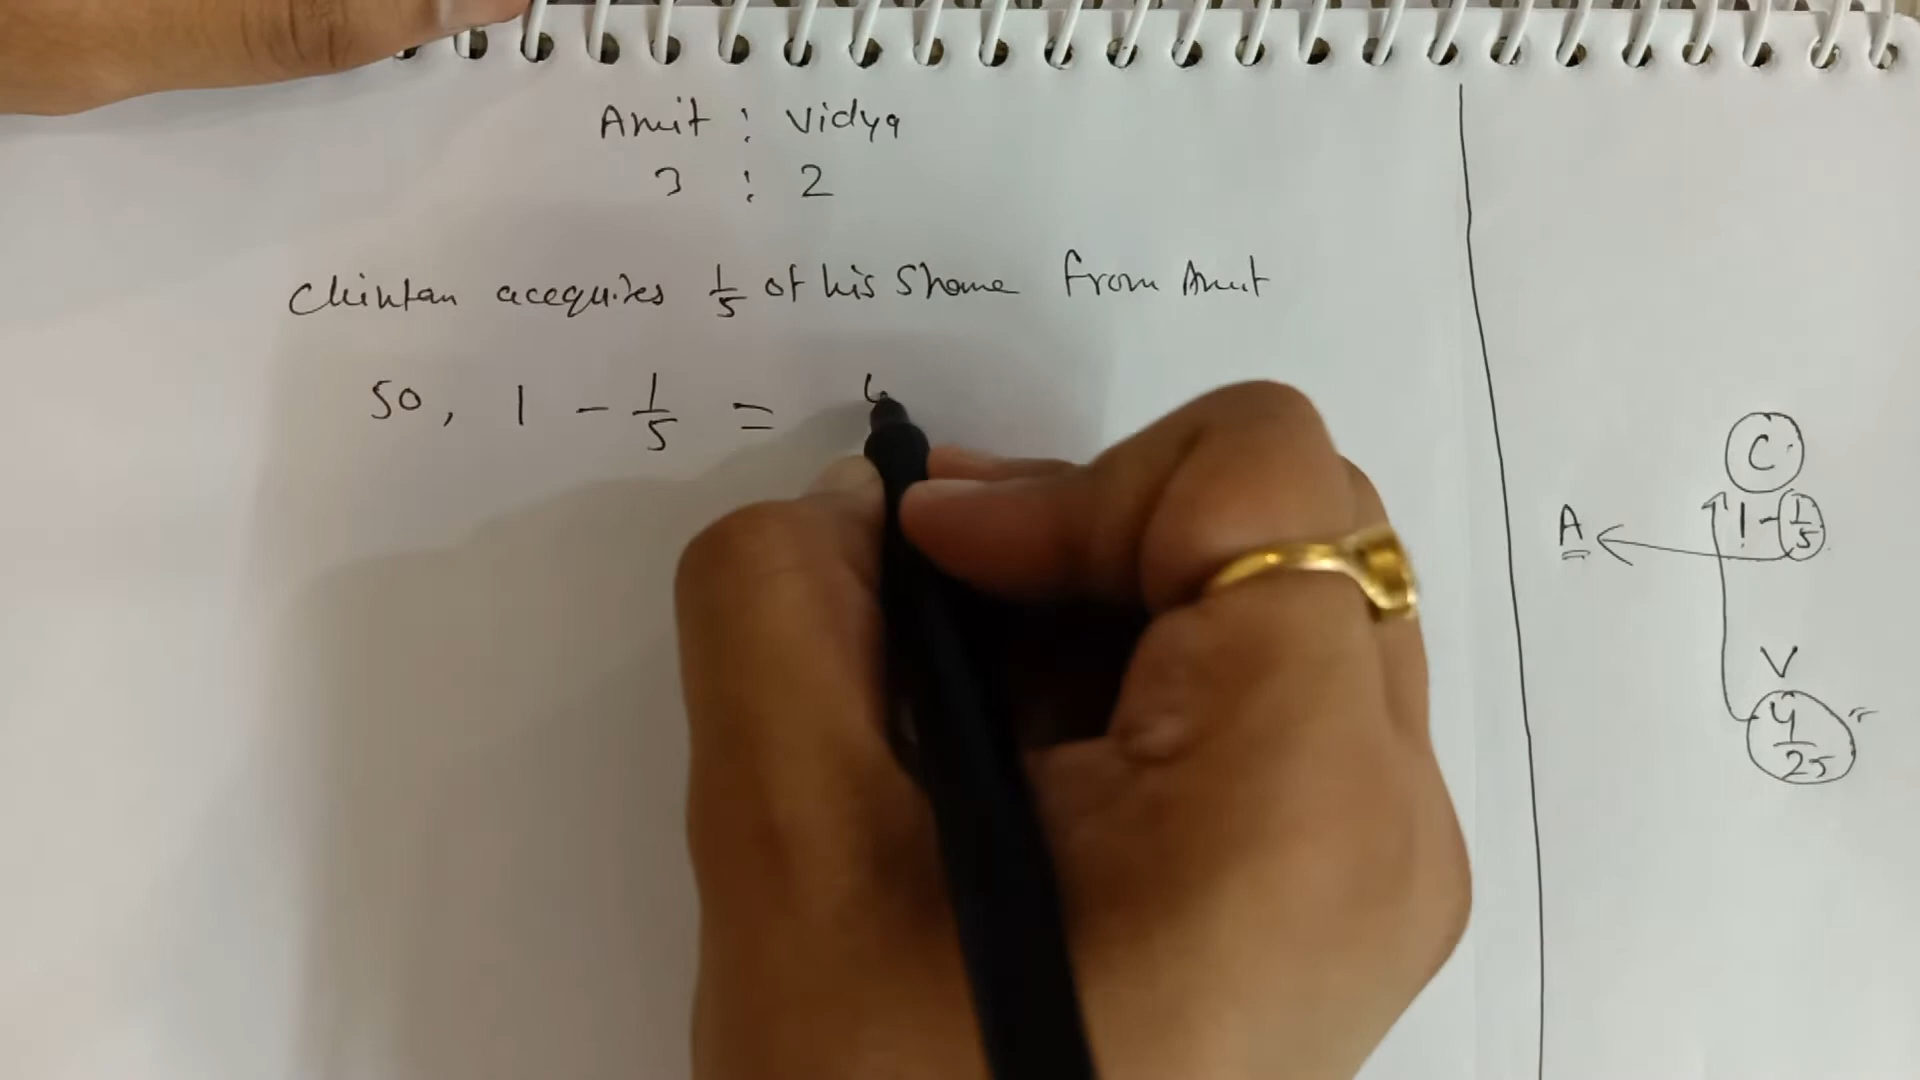 Amit : Vidya
3 : 2
Chintan acequires 1/5 of his Share from Amit
So, 1 - 1/5 =
C
A
1 - 1/5
V
4/25